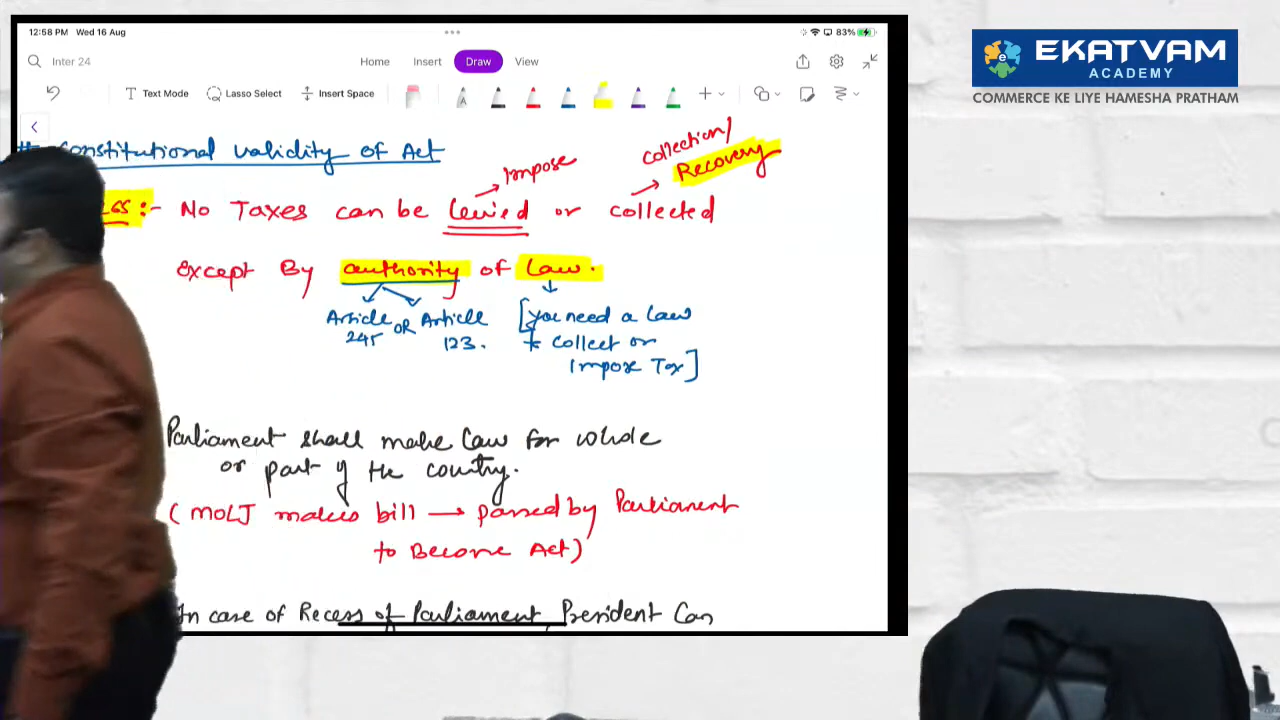 12:58 PM Wed 16 Aug
83%
Inter 24
Home Insert Draw View
Text Mode Lasso Select Insert Space
EKATVAM
ACADEMY
COMMERCE KE LIYE HAMESHA PRATHAM
Constitutional validity of Act
Impose
Collection/
Recovery
65 :- No Taxes can be levied or collected
Except By authority of Law.
Article 245 OR Article 123.
[you need a Law
to collect or
Impose Tax]
Parliament shall make Law for whole
or part of the country.
(MOLJ makes bill → passed by Parliament
to Become Act)
In case of Recess of Parliament, President Can